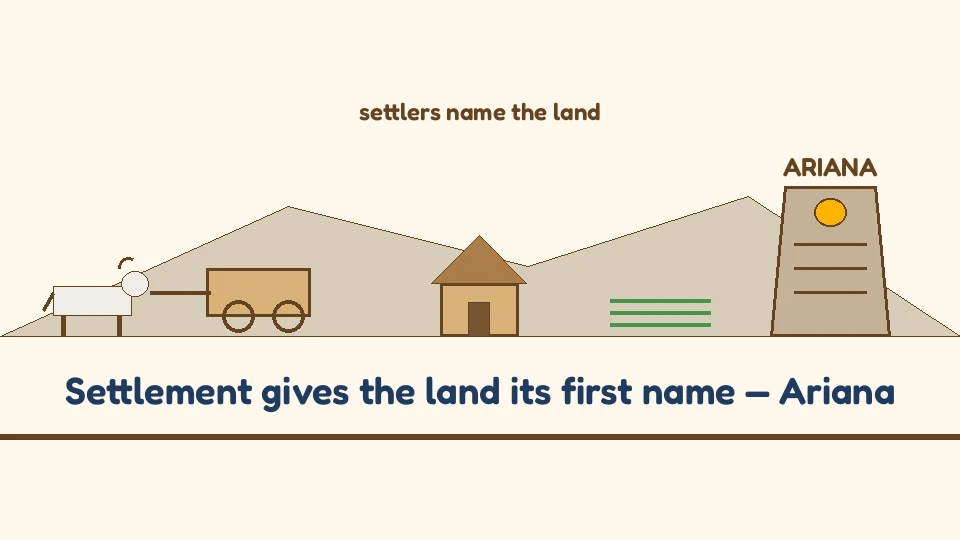 settlers name the land
ARIANA
Settlement gives the land its first name — Ariana